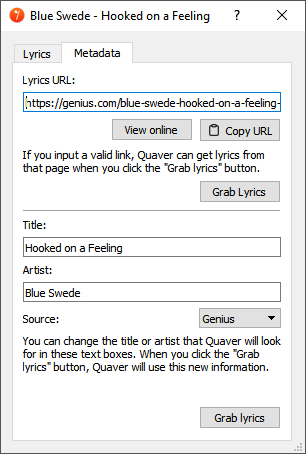 Blue Swede - Hooked on a Feeling ?
Lyrics Metadata
Lyrics URL:
https://genius.com/blue-swede-hooked-on-a-feeling-
View online Copy URL
If you input a valid link, Quaver can get lyrics from
that page when you click the "Grab lyrics" button.
Grab Lyrics
Title:
Hooked on a Feeling
Artist:
Blue Swede
Source: Genius
You can change the title or artist that Quaver will look
for in these text boxes. When you click the "Grab
lyrics" button, Quaver will use this new information.
Grab lyrics